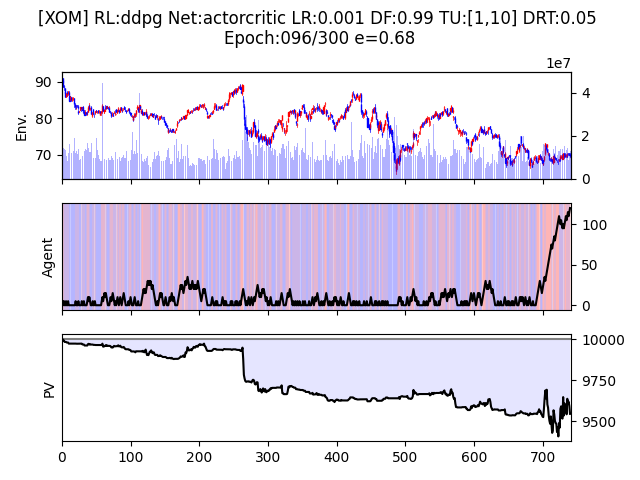 [XOM] RL:ddpg Net:actorcritic LR:0.001 DF:0.99 TU:[1,10] DRT:0.05
Epoch:096/300 e=0.68
1e7
Env.
90
80
70
4
2
0
Agent
100
50
0
PV
10000
9750
9500
0 100 200 300 400 500 600 700